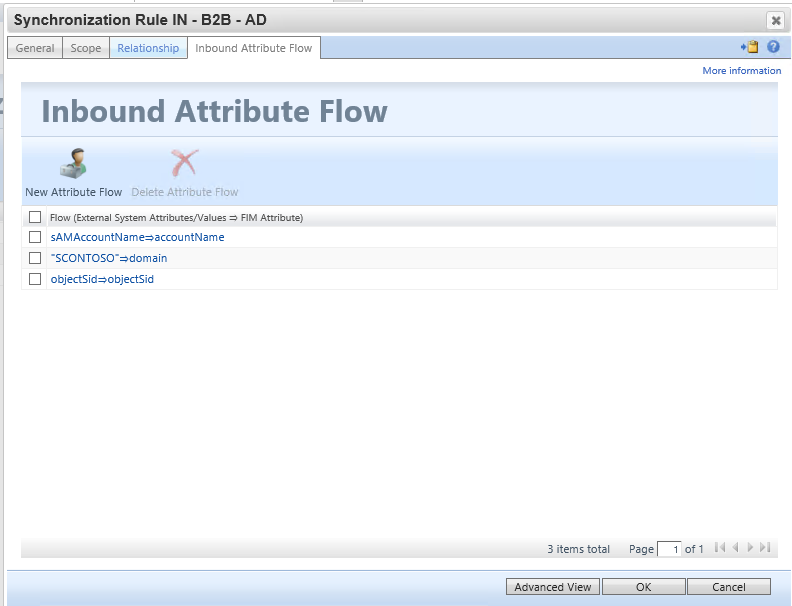 Synchronization Rule IN - B2B - AD
General Scope Relationship Inbound Attribute Flow
More information
Inbound Attribute Flow
New Attribute Flow Delete Attribute Flow
Flow (External System Attributes/Values ⇒ FIM Attribute)
sAMAccountName⇒accountName
"SCONTOSO"⇒domain
objectSid⇒objectSid
3 items total Page 1 of 1
Advanced View OK Cancel